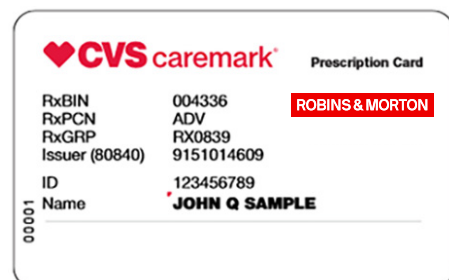 CVS caremark®
Prescription Card
RxBIN 004336
ROBINS & MORTON
RxPCN ADV
RxGRP RX0839
Issuer (80840) 9151014609
ID 123456789
Name JOHN Q SAMPLE
00001